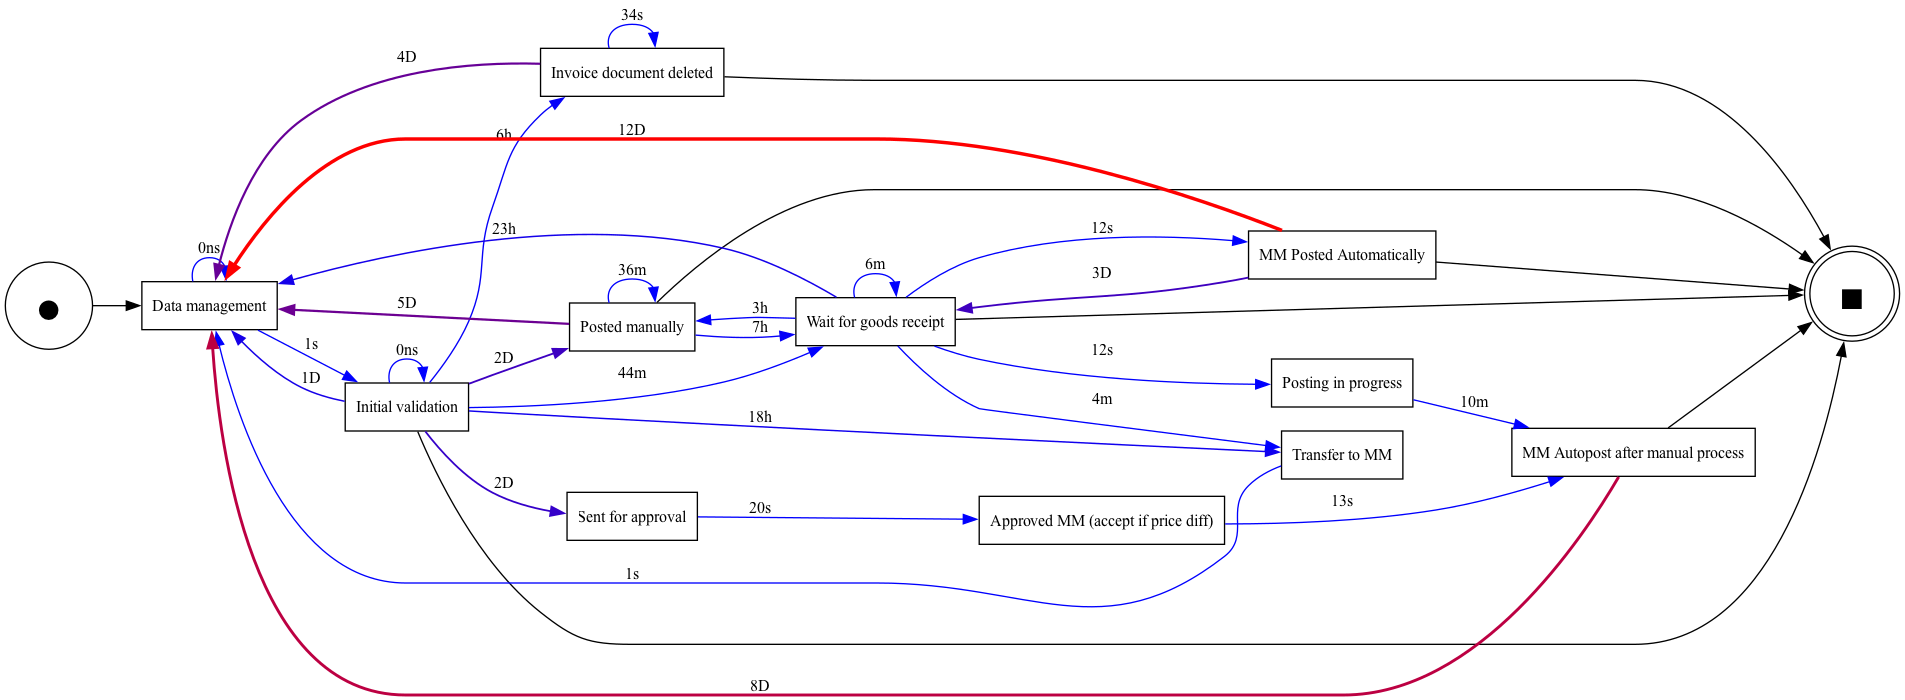 34s
4D
Invoice document deleted
6h
12D
23h
12s
0ns
MM Posted Automatically
36m
6m
3D
5D
Data management
3h
Posted manually
7h
Wait for goods receipt
1s
0ns
2D
12s
1D
44m
Posting in progress
Initial validation
4m
10m
18h
Transfer to MM
MM Autopost after manual process
2D
13s
20s
Sent for approval
Approved MM (accept if price diff)
1s
8D